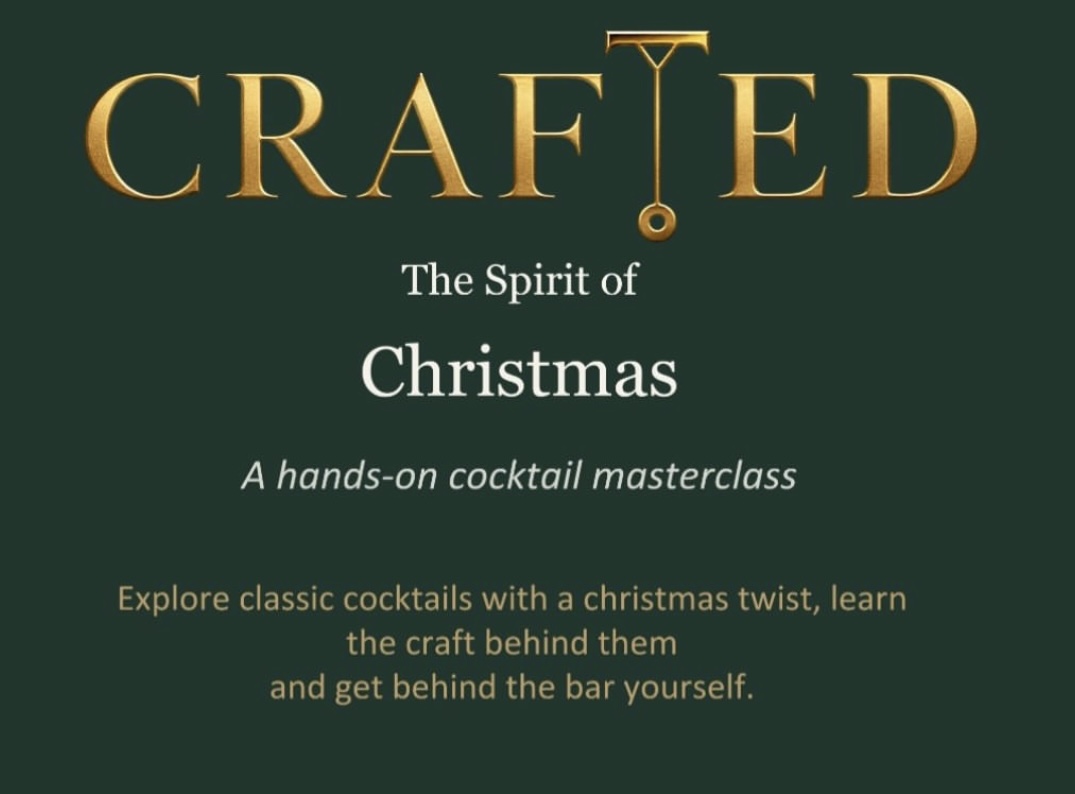 CRAFTED
The Spirit of
Christmas
A hands-on cocktail masterclass
Explore classic cocktails with a christmas twist, learn
the craft behind them
and get behind the bar yourself.